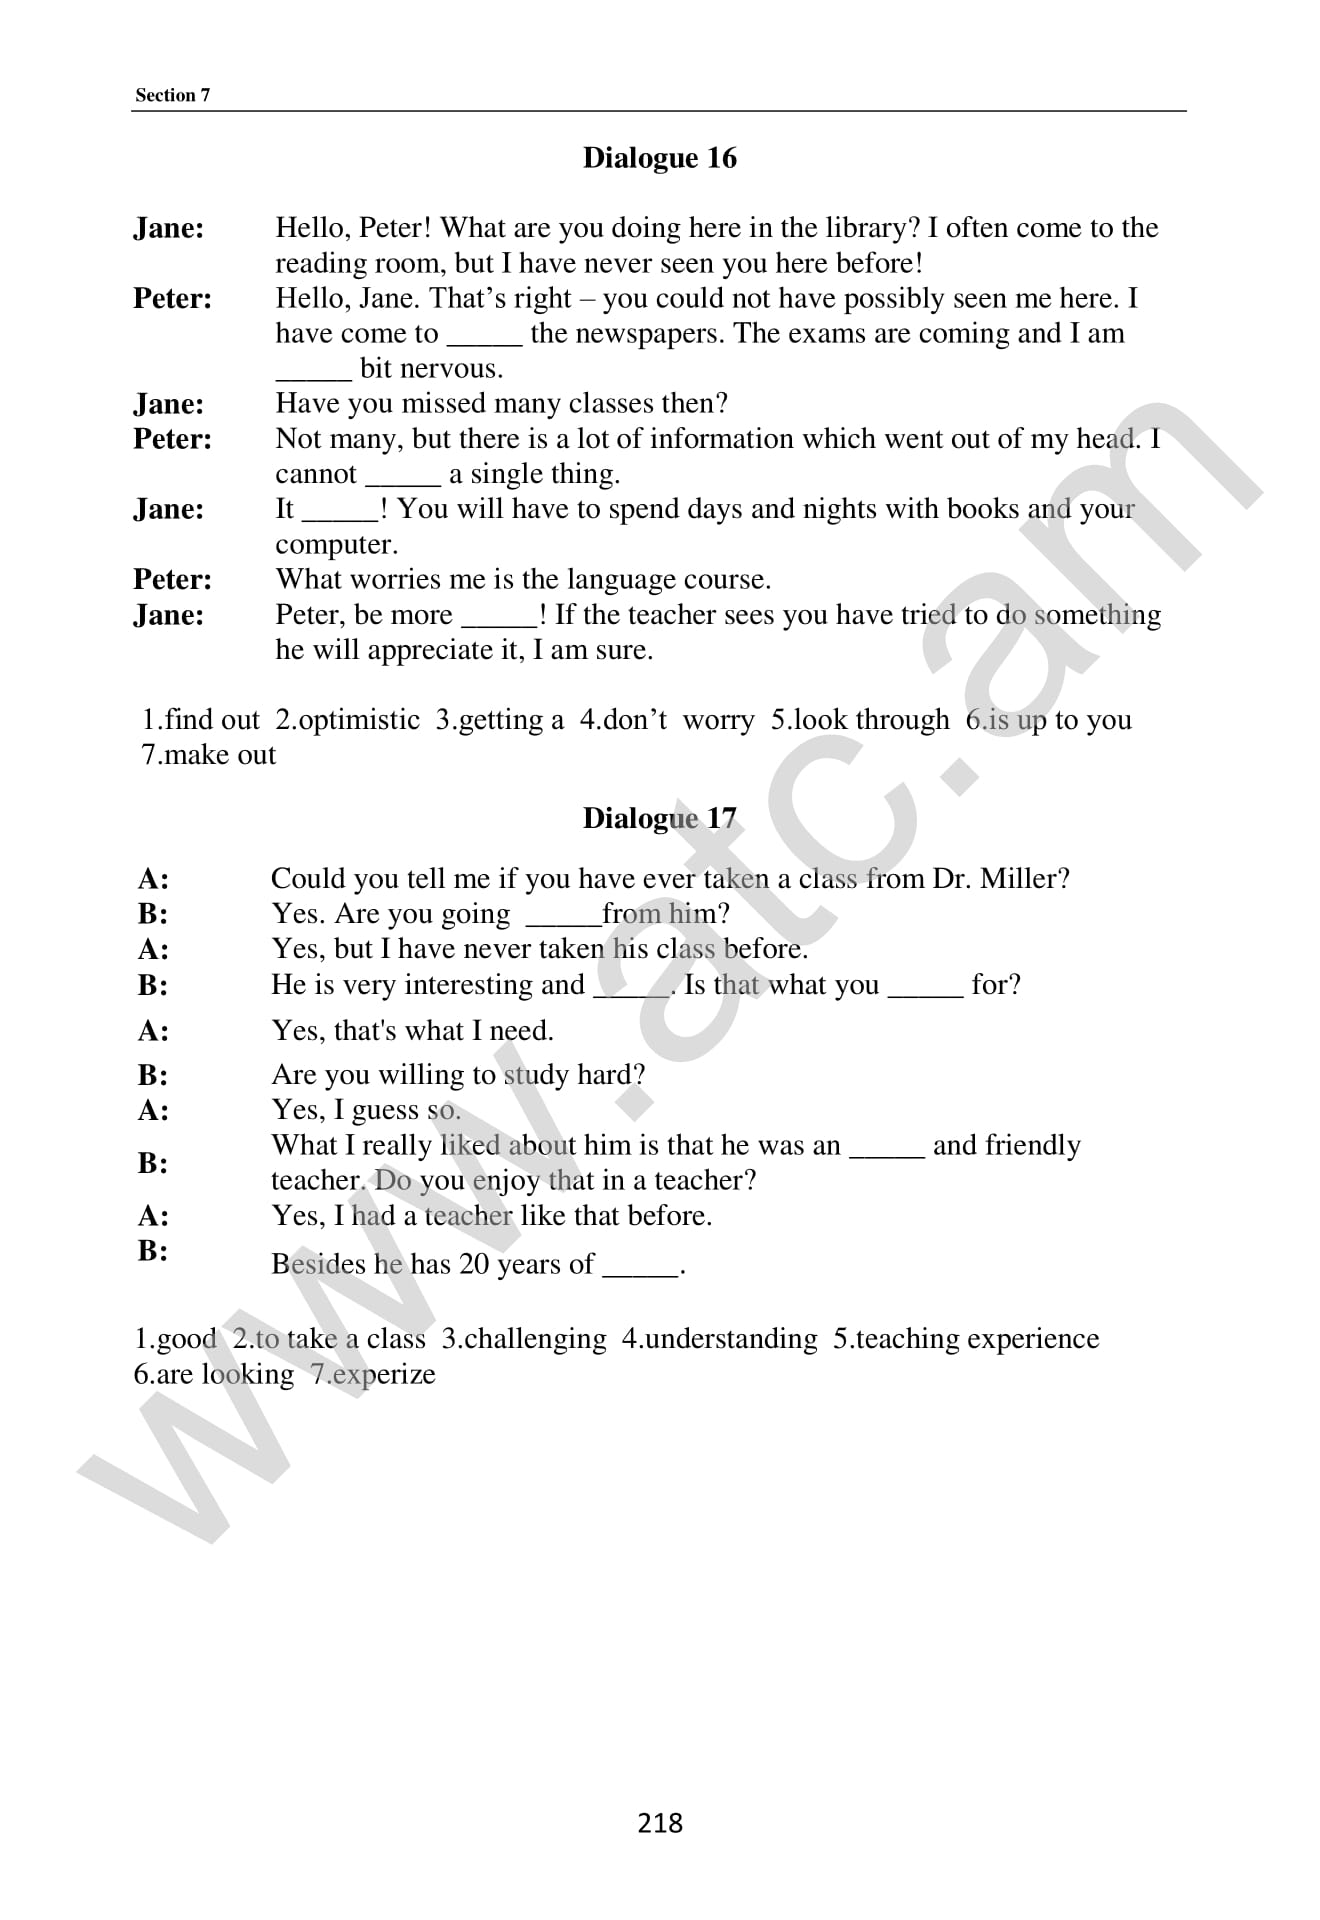 Section 7
Dialogue 16
Jane: Hello, Peter! What are you doing here in the library? I often come to the
reading room, but I have never seen you here before!
Peter: Hello, Jane. That’s right – you could not have possibly seen me here. I
have come to _____ the newspapers. The exams are coming and I am
_____ bit nervous.
Jane: Have you missed many classes then?
Peter: Not many, but there is a lot of information which went out of my head. I
cannot _____ a single thing.
Jane: It _____! You will have to spend days and nights with books and your
computer.
Peter: What worries me is the language course.
Jane: Peter, be more _____! If the teacher sees you have tried to do something
he will appreciate it, I am sure.
1.find out 2.optimistic 3.getting a 4.don’t worry 5.look through 6.is up to you
7.make out
Dialogue 17
A: Could you tell me if you have ever taken a class from Dr. Miller?
B: Yes. Are you going _____from him?
A: Yes, but I have never taken his class before.
B: He is very interesting and _____. Is that what you _____ for?
A: Yes, that's what I need.
B: Are you willing to study hard?
A: Yes, I guess so.
B: What I really liked about him is that he was an _____ and friendly
teacher. Do you enjoy that in a teacher?
A: Yes, I had a teacher like that before.
B: Besides he has 20 years of _____.
1.good 2.to take a class 3.challenging 4.understanding 5.teaching experience
6.are looking 7.experize
218
www.atc.am